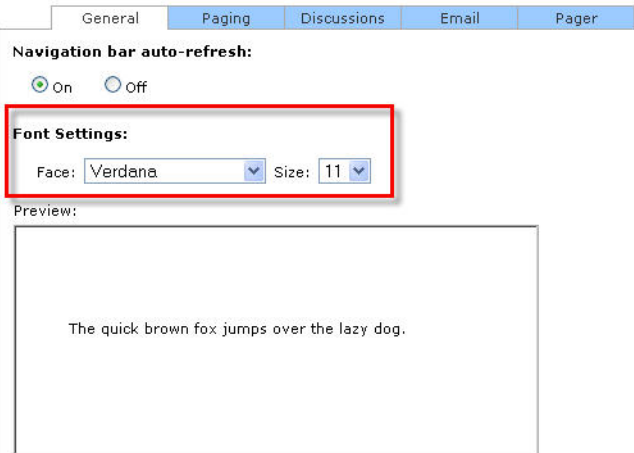 General Paging Discussions Email Pager
Navigation bar auto-refresh:
On Off
Font Settings:
Face: Verdana Size: 11
Preview:
The quick brown fox jumps over the lazy dog.